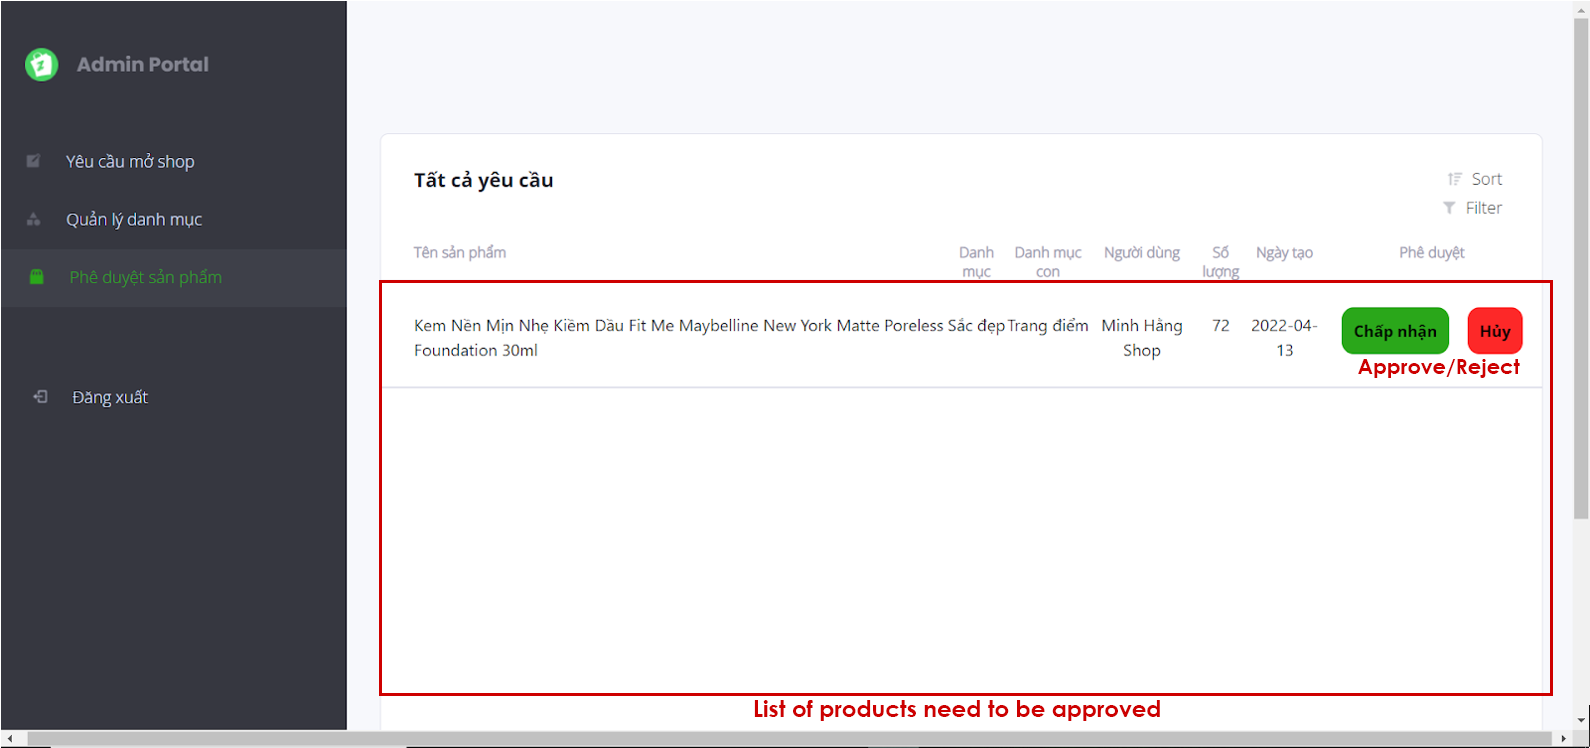 Admin Portal
Yêu cầu mở shop
Quản lý danh mục
Phê duyệt sản phẩm
Đăng xuất
Tất cả yêu cầu
Sort
Filter
Tên sản phẩm
Danh mục
Danh mục con
Người dùng
Số lượng
Ngày tạo
Phê duyệt
Kem Nền Mịn Nhẹ Kiềm Dầu Fit Me Maybelline New York Matte Poreless
Foundation 30ml
Sắc đẹp
Trang điểm
Minh Hằng
Shop
72
2022-04-
13
Chấp nhận
Hủy
Approve/Reject
List of products need to be approved